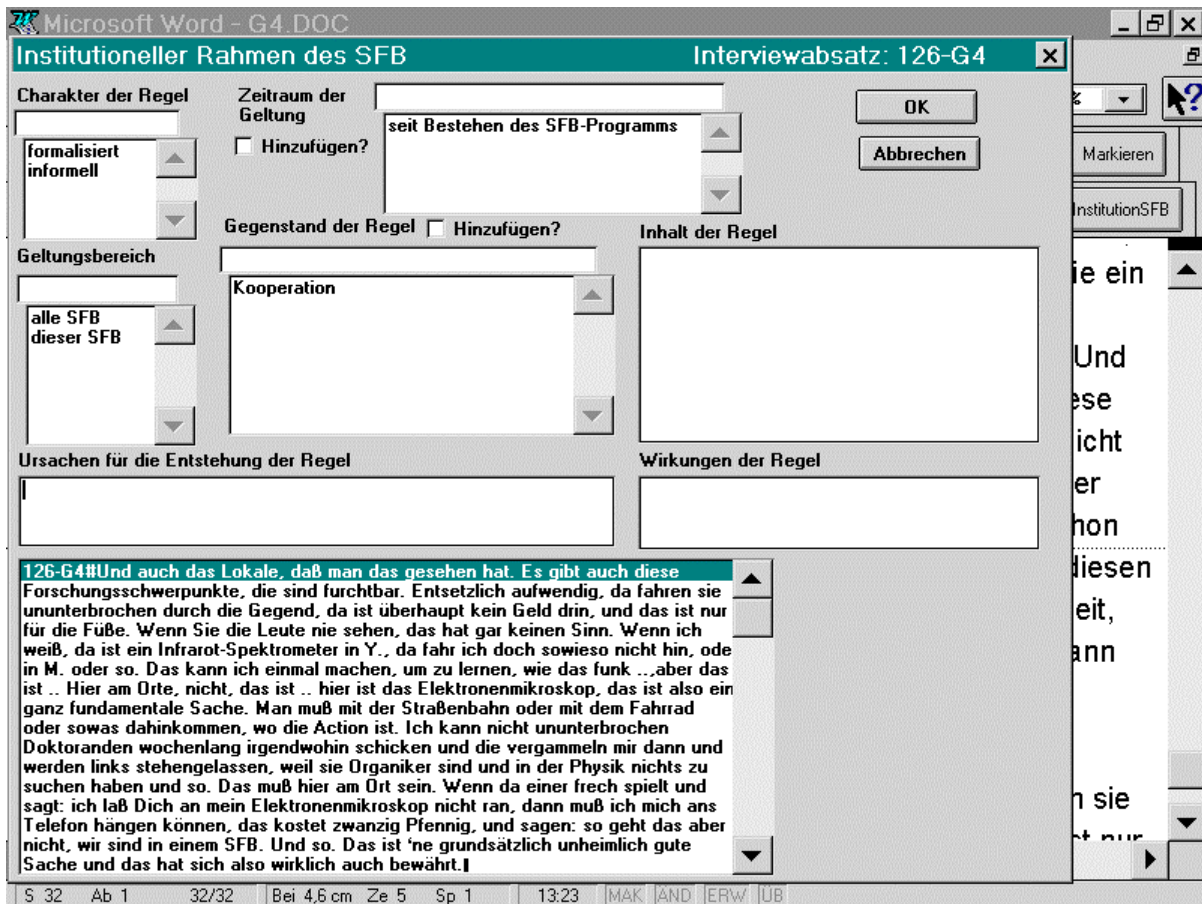 Microsoft Word - G4.DOC
Institutioneller Rahmen des SFB Interviewabsatz: 126-G4
Charakter der Regel
formalisiert
informell
Zeitraum der
Geltung
Hinzufügen?
seit Bestehen des SFB-Programms
OK
Abbrechen
%
Markieren
InstitutionSFB
Gegenstand der Regel Hinzufügen?
Kooperation
Inhalt der Regel
Geltungsbereich
alle SFB
dieser SFB
Ursachen für die Entstehung der Regel
Wirkungen der Regel
126-G4#Und auch das Lokale, daß man das gesehen hat. Es gibt auch diese
Forschungsschwerpunkte, die sind furchtbar. Entsetzlich aufwendig, da fahren sie
ununterbrochen durch die Gegend, da ist überhaupt kein Geld drin, und das ist nur
für die Füße. Wenn Sie die Leute nie sehen, das hat gar keinen Sinn. Wenn ich
weiß, da ist ein Infrarot-Spektrometer in Y., da fahr ich doch sowieso nicht hin, ode
in M. oder so. Das kann ich einmal machen, um zu lernen, wie das funk ..,aber das
ist .. Hier am Orte, nicht, das ist .. hier ist das Elektronenmikroskop, das ist also ein
ganz fundamentale Sache. Man muß mit der Straßenbahn oder mit dem Fahrrad
oder sowas dahinkommen, wo die Action ist. Ich kann nicht ununterbrochen
Doktoranden wochenlang irgendwohin schicken und die vergammeln mir dann und
werden links stehengelassen, weil sie Organiker sind und in der Physik nichts zu
suchen haben und so. Das muß hier am Ort sein. Wenn da einer frech spielt und
sagt: ich laß Dich an mein Elektronenmikroskop nicht ran, dann muß ich mich ans
Telefon hängen können, das kostet zwanzig Pfennig, und sagen: so geht das aber
nicht, wir sind in einem SFB. Und so. Das ist 'ne grundsätzlich unheimlich gute
Sache und das hat sich also wirklich auch bewährt.
ie ein
Und
ese
icht
er
hon
diesen
eit,
ann
n sie
S 32 Ab 1 32/32 Bei 4,6 cm Ze 5 Sp 1 13:23 MAK ÄND ERW ÜB